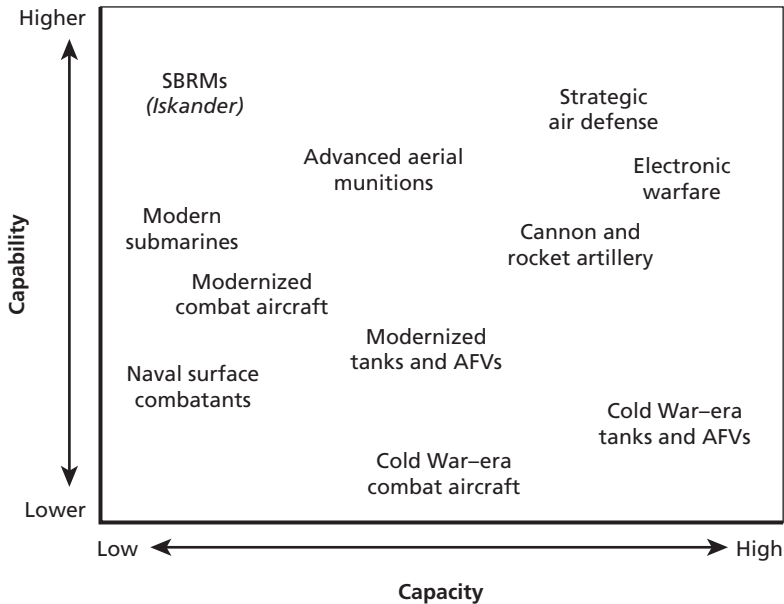 Higher
SBRMs
(Iskander)
Strategic
air defense
Advanced aerial
munitions
Electronic
warfare
Modern
submarines
Cannon and
rocket artillery
Capability
Modernized
combat aircraft
Modernized
tanks and AFVs
Naval surface
combatants
Cold War–era
tanks and AFVs
Cold War–era
combat aircraft
Lower
Low
High
Capacity